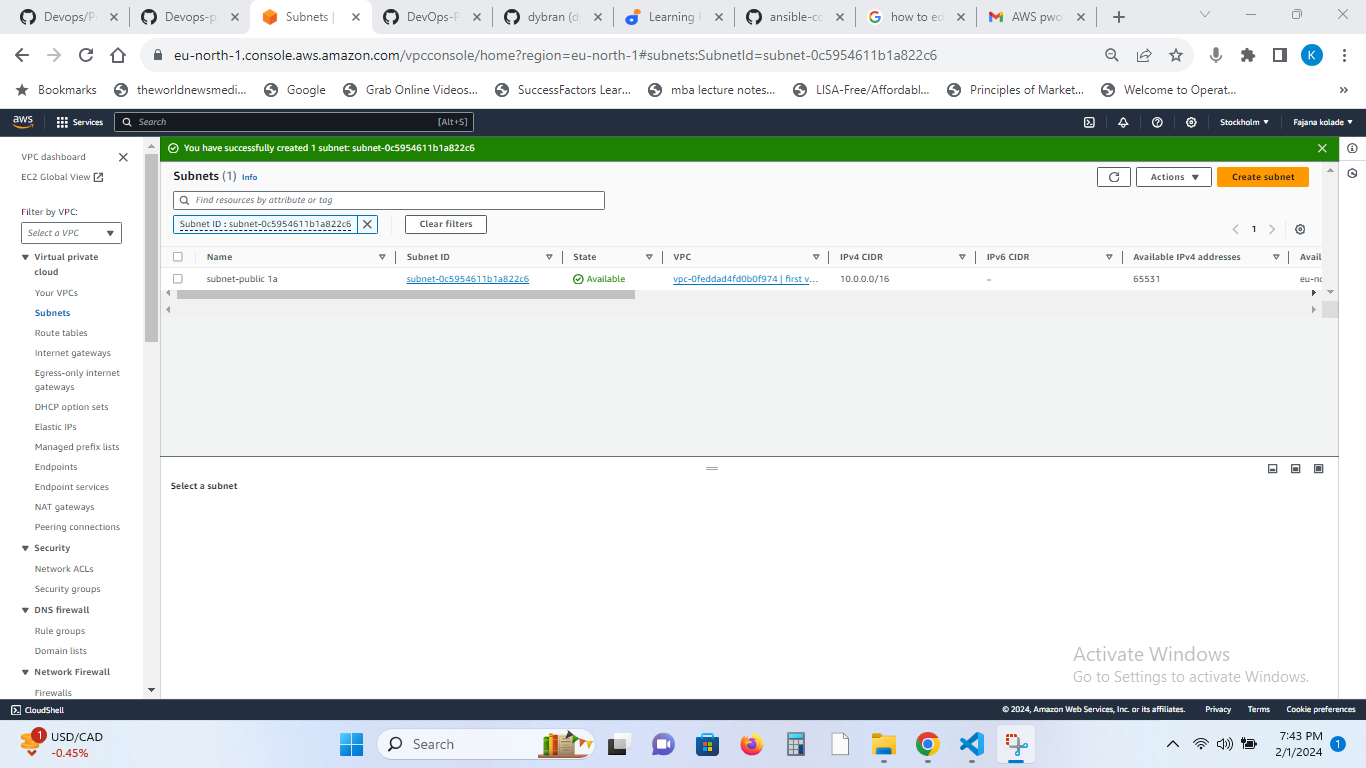 Devops/P
Devops-p
Subnets |
DevOps-P
dybran (d
Learning
ansible-co
how to ed
AWS pwo
eu-north-1.console.aws.amazon.com/vpcconsole/home?region=eu-north-1#subnets:SubnetId=subnet-0c5954611b1a822c6
K
Bookmarks
theworldnewsmedi...
Google
Grab Online Videos...
SuccessFactors Lear...
mba lecture notes...
LISA-Free/Affordabl...
Principles of Market...
Welcome to Operat...
»
aws
Services
Search
[Alt+S]
Stockholm
Fajana kolade
VPC dashboard
EC2 Global View
Filter by VPC:
Select a VPC
Virtual private
cloud
Your VPCs
Subnets
Route tables
Internet gateways
Egress-only internet
gateways
DHCP option sets
Elastic IPs
Managed prefix lists
Endpoints
Endpoint services
NAT gateways
Peering connections
Security
Network ACLs
Security groups
DNS firewall
Rule groups
Domain lists
Network Firewall
Firewalls
You have successfully created 1 subnet: subnet-0c5954611b1a822c6
Subnets (1) Info
Actions
Create subnet
Find resources by attribute or tag
Subnet ID : subnet-0c5954611b1a822c6
Clear filters
1
Name
Subnet ID
State
VPC
IPv4 CIDR
IPv6 CIDR
Available IPv4 addresses
Avail
subnet-public 1a
subnet-0c5954611b1a822c6
Available
vpc-0feddad4fd0b0f974 | first v...
10.0.0.0/16
–
65531
eu-no
Select a subnet
Activate Windows
Go to Settings to activate Windows.
CloudShell
© 2024, Amazon Web Services, Inc. or its affiliates.
Privacy
Terms
Cookie preferences
1
USD/CAD
-0.45%
Search
7:43 PM
2/1/2024
1